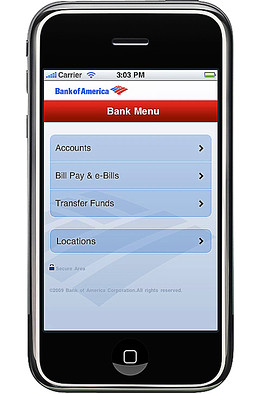 Carrier 3:03 PM
Bank of America
Bank Menu
Accounts
Bill Pay & e-Bills
Transfer Funds
Locations
Secure Area
©2008 Bank of America Corporation.All rights reserved.